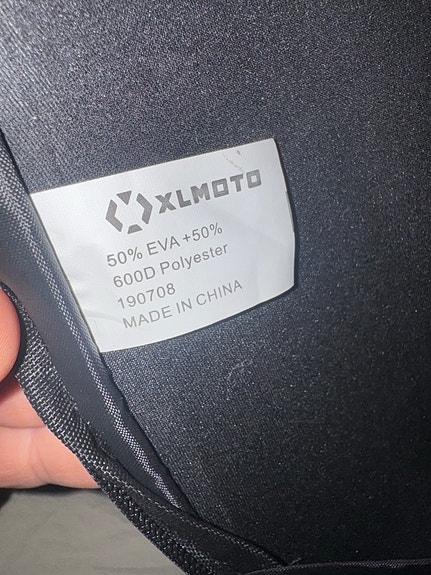 XLMOTO
50% EVA +50%
600D Polyester
190708
MADE IN CHINA